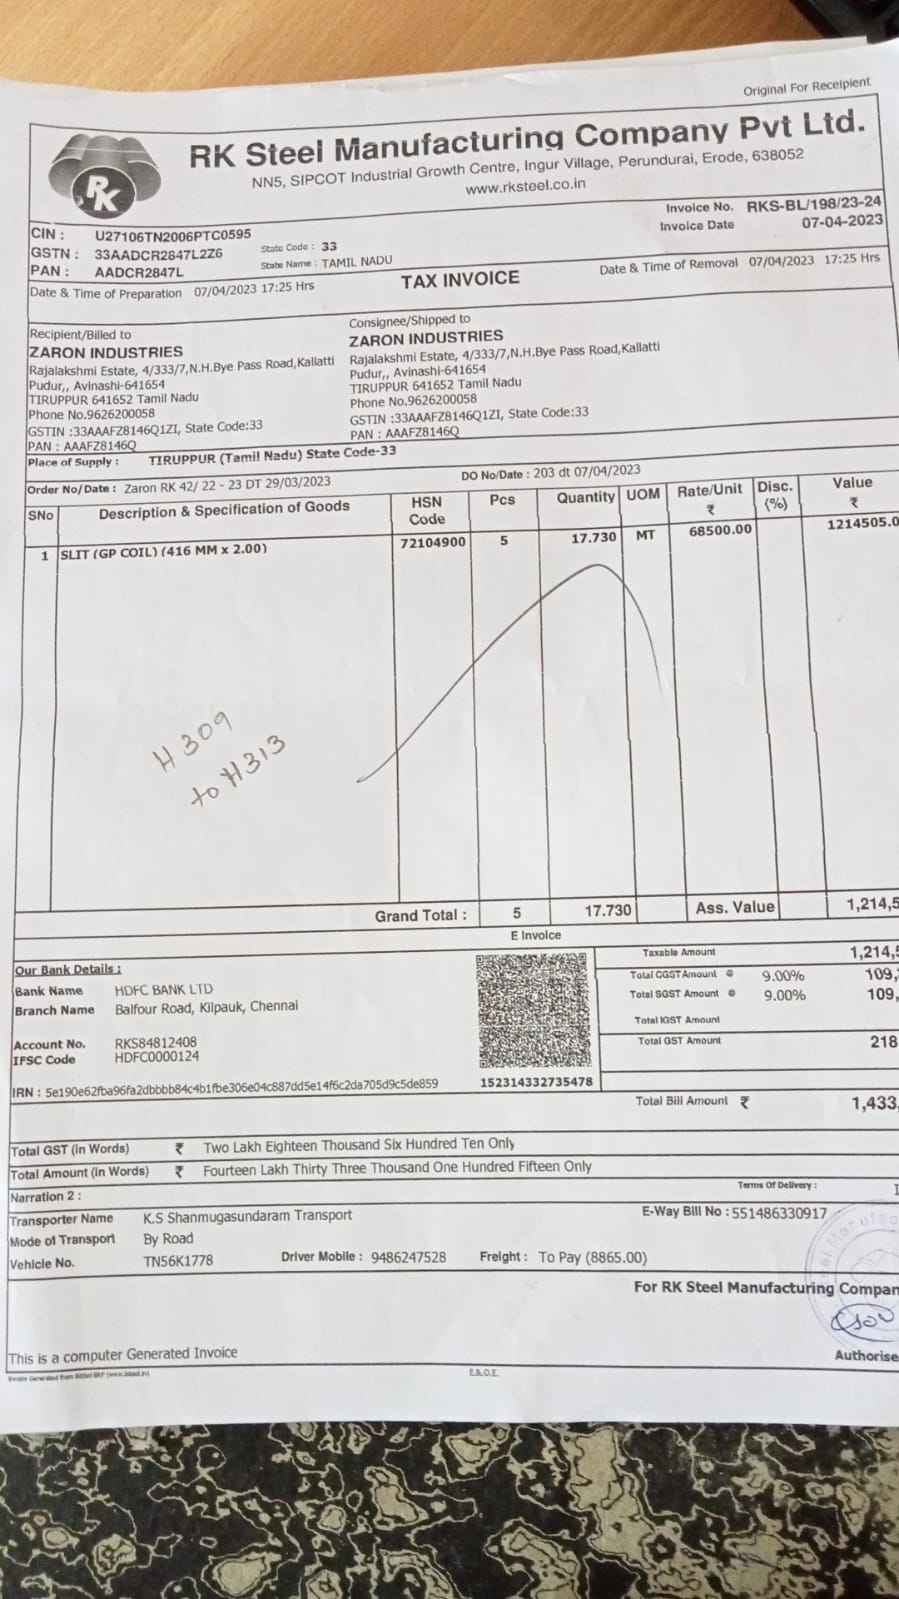 Original For Receipient
RK Steel Manufacturing Company Pvt Ltd.
NN5, SIPCOT Industrial Growth Centre, Ingur Village, Perundurai, Erode, 638052
www.rksteel.co.in
RK
Invoice No. RKS-BL/198/23-24
Invoice Date 07-04-2023
CIN : U27106TN2006PTC0595
GSTN : 33AADCR2847L2Z6 State Code : 33
PAN : AADCR2847L State Name : TAMIL NADU
Date & Time of Preparation 07/04/2023 17:25 Hrs TAX INVOICE Date & Time of Removal 07/04/2023 17:25 Hrs
Recipient/Billed to
ZARON INDUSTRIES
Rajalakshmi Estate, 4/333/7,N.H.Bye Pass Road,Kallatti
Pudur,, Avinashi-641654
TIRUPPUR 641652 Tamil Nadu
Phone No.9626200058
GSTIN :33AAAFZ8146Q1ZI, State Code:33
PAN : AAAFZ8146Q
Consignee/Shipped to
ZARON INDUSTRIES
Rajalakshmi Estate, 4/333/7,N.H.Bye Pass Road,Kallatti
Pudur,, Avinashi-641654
TIRUPPUR 641652 Tamil Nadu
Phone No.9626200058
GSTIN :33AAAFZ8146Q1ZI, State Code:33
PAN : AAAFZ8146Q
Place of Supply : TIRUPPUR (Tamil Nadu) State Code-33
Order No/Date : Zaron RK 42/ 22 - 23 DT 29/03/2023 DO No/Date : 203 dt 07/04/2023
SNo Description & Specification of Goods HSN Code Pcs Quantity UOM Rate/Unit ₹ Disc. (%) Value ₹
1 SLIT (GP COIL) (416 MM x 2.00) 72104900 5 17.730 MT 68500.00 1214505.0
H 309
to H313
Grand Total : 5 17.730 Ass. Value 1,214,5
E Invoice
Our Bank Details :
Bank Name HDFC BANK LTD
Branch Name Balfour Road, Kilpauk, Chennai
Account No. RKS84812408
IFSC Code HDFC0000124
IRN : 5e190e62fba96fa2dbbbb84c4b1fbe306e04c887dd5e14f6c2da705d9c5de859
152314332735478
Taxable Amount 1,214,5
Total CGST Amount @ 9.00% 109,
Total SGST Amount @ 9.00% 109,
Total IGST Amount
Total GST Amount 218
Total Bill Amount ₹ 1,433,
Total GST (in Words) ₹ Two Lakh Eighteen Thousand Six Hundred Ten Only
Total Amount (in Words) ₹ Fourteen Lakh Thirty Three Thousand One Hundred Fifteen Only
Narration 2 : Terms Of Delivery :
Transporter Name K.S Shanmugasundaram Transport E-Way Bill No : 551486330917
Mode of Transport By Road
Vehicle No. TN56K1778 Driver Mobile : 9486247528 Freight : To Pay (8865.00)
For RK Steel Manufacturing Compan
Authorise
This is a computer Generated Invoice
E.&.O.E.